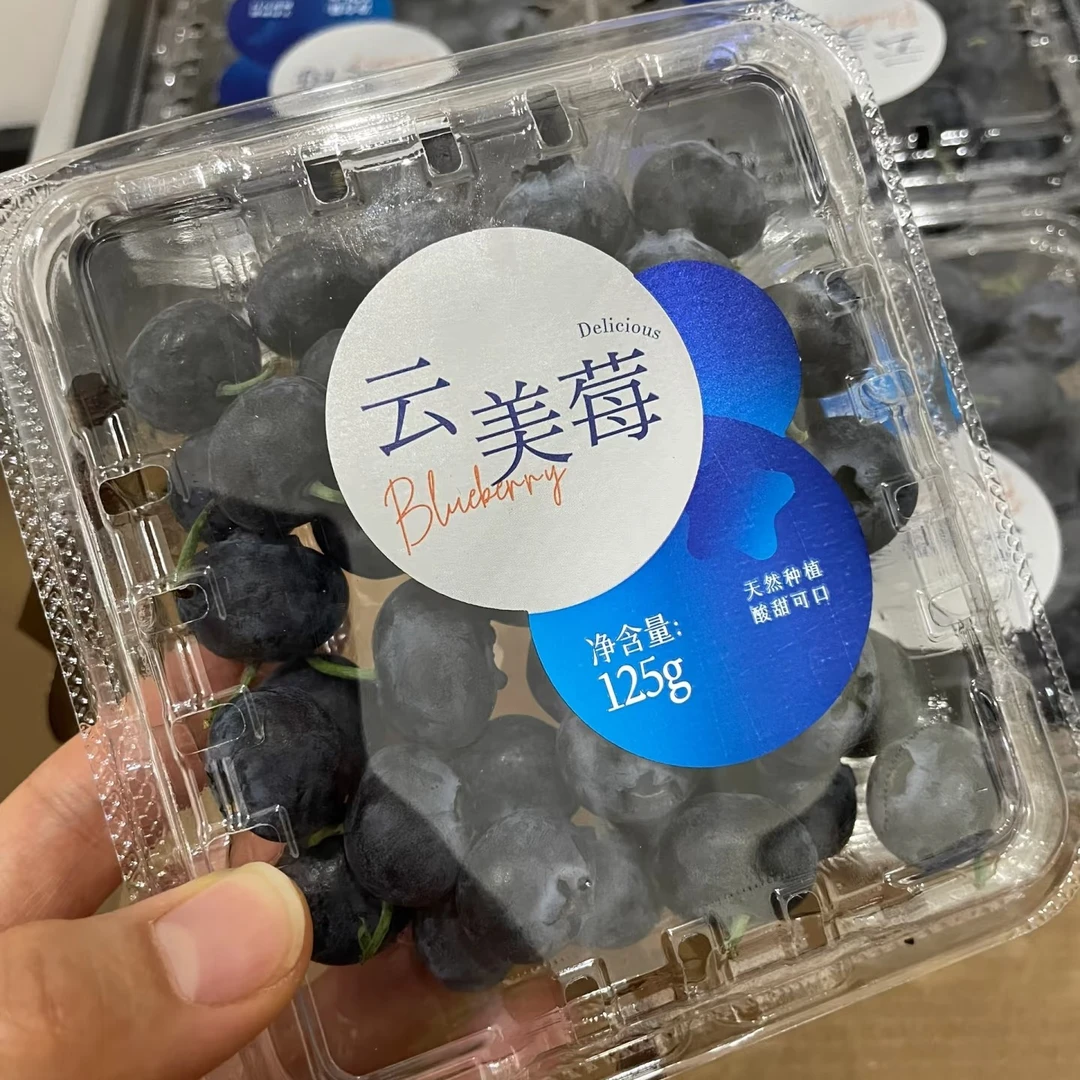 Delicious
云美莓
Blueberry
天然种植
酸甜可口
净含量:
125g